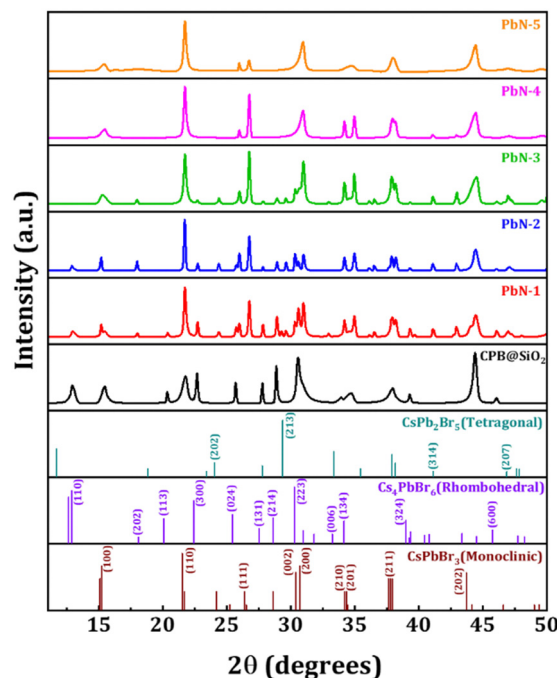 PbN-5
PbN-4
PbN-3
PbN-2
PbN-1
CPB@SiO₂
CsPb₂Br₅(Tetragonal)
(202)
(213)
(314)
(207)
Cs₄PbBr₆(Rhombohedral)
(110)
(202)
(113)
(300)
(024)
(131)
(214)
(223)
(006)
(134)
(324)
(600)
CsPbBr₃(Monoclinic)
(100)
(110)
(111)
(002)
(200)
(210)
(201)
(211)
(202)
15 20 25 30 35 40 45 50
2θ (degrees)
Intensity (a.u.)